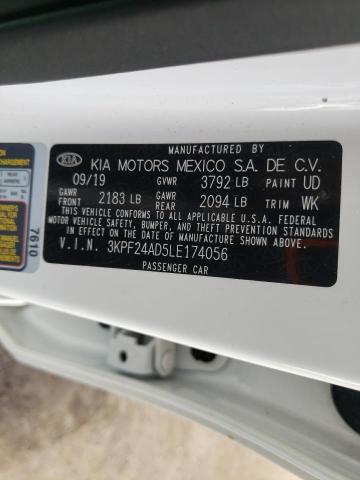 MANUFACTURED BY
KIA KIA MOTORS MEXICO S.A. DE C.V.
09/19 GVWR 3792 LB PAINT UD
GAWR FRONT 2183 LB GAWR REAR 2094 LB TRIM WK
THIS VEHICLE CONFORMS TO ALL APPLICABLE U.S.A. FEDERAL
MOTOR VEHICLE SAFETY, BUMPER, AND THEFT PREVENTION
STANDARDS IN EFFECT ON THE DATE OF MANUFACTURE SHOWN ABOVE.
V.I.N. 3KPF24AD5LE174056
PASSENGER CAR
7610